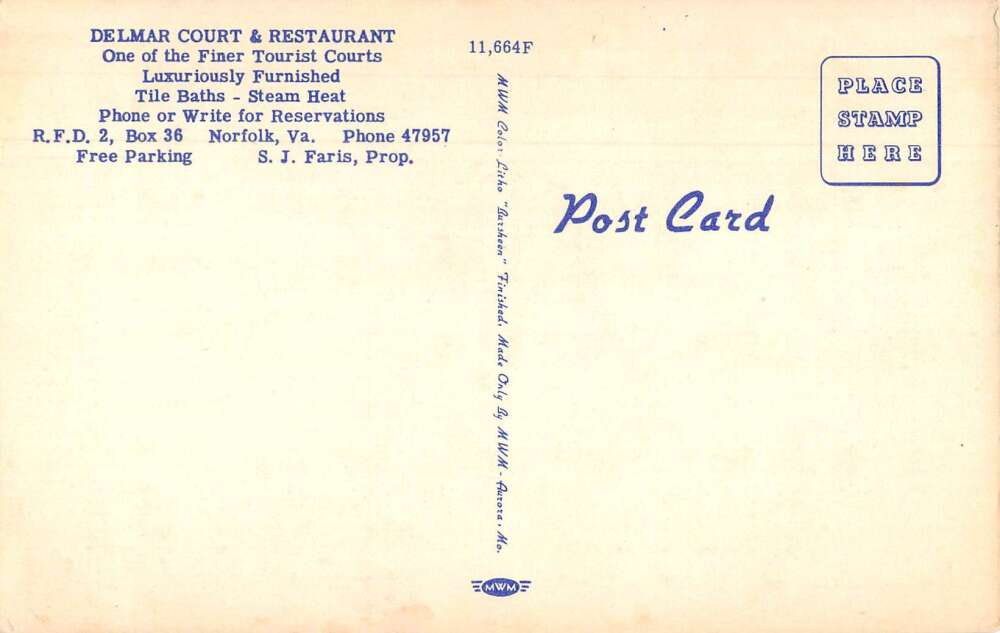 DELMAR COURT & RESTAURANT
One of the Finer Tourist Courts
Luxuriously Furnished
Tile Baths - Steam Heat
Phone or Write for Reservations
R.F.D. 2, Box 36 Norfolk, Va. Phone 47957
Free Parking S. J. Faris, Prop.
11,664F
MWM Color Litho "Aursheen" Finished, Made Only By MWM - Aurora, Mo.
MWM
Post Card
PLACE
STAMP
HERE